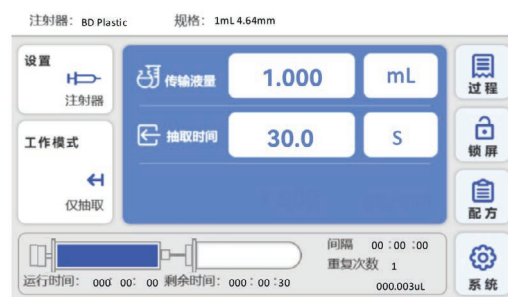 注射器: BD Plastic 规格: 1mL 4.64mm
设置
注射器
传输液量 1.000 mL
过程
工作模式
抽取时间 30.0 S
锁屏
仅抽取
配方
间隔 00 :00 :00
重复次数 1
运行时间: 000 00: 00 剩余时间: 000 : 00 :30 000.003uL
系统